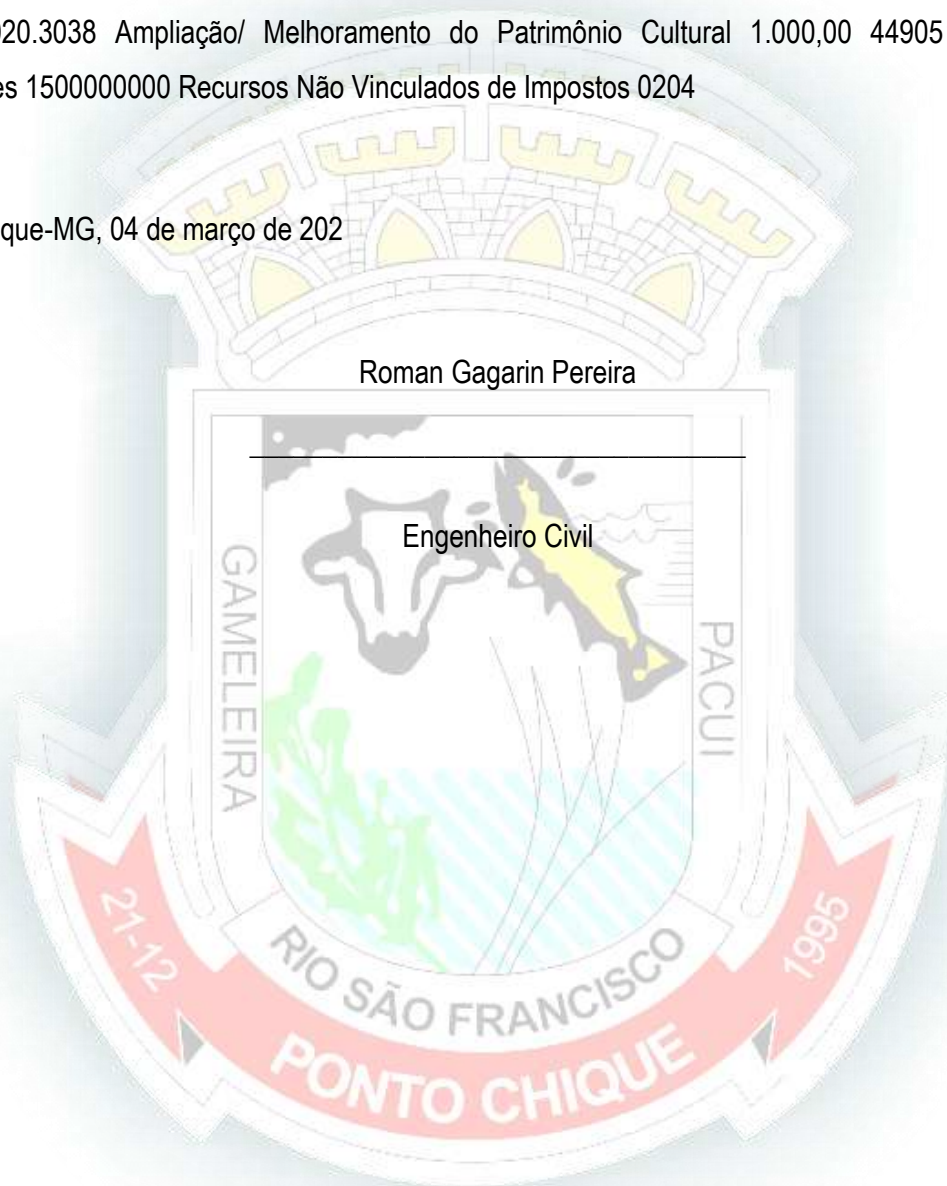 020.3038 Ampliação/ Melhoramento do Patrimônio Cultural 1.000,00 44905
es 1500000000 Recursos Não Vinculados de Impostos 0204
que-MG, 04 de março de 202
Roman Gagarin Pereira
Engenheiro Civil
GAMELEIRA
PACUI
21-12
1995
RIO SÃO FRANCISCO
PONTO CHIQUE